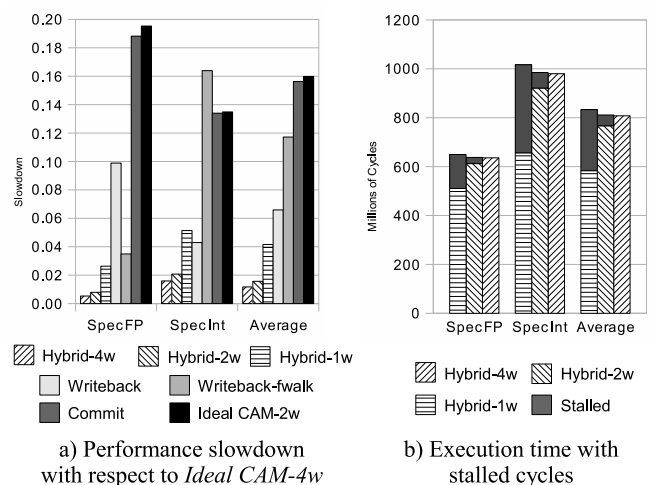 0.20
0.18
0.16
0.14
0.12
0.10
0.08
0.06
0.04
0.02
0.00
Slowdown
SpecFP SpecInt Average
Hybrid-4w Hybrid-2w Hybrid-1w
Writeback Writeback-fwalk
Commit Ideal CAM-2w
a) Performance slowdown
with respect to Ideal CAM-4w
1200
1000
800
600
400
200
0
Millions of Cycles
SpecFP SpecInt Average
Hybrid-4w Hybrid-2w
Hybrid-1w Stalled
b) Execution time with
stalled cycles